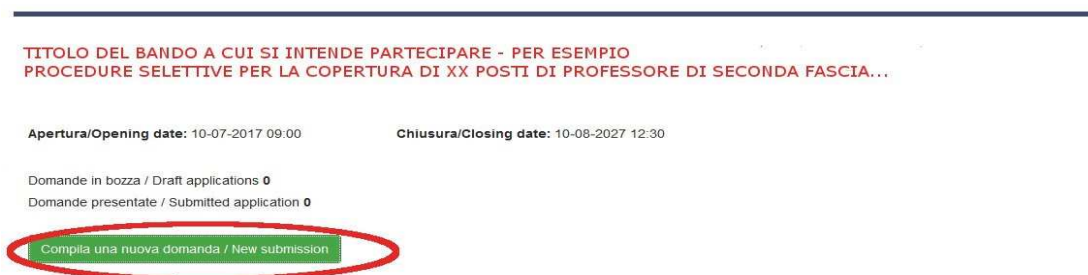 TITOLO DEL BANDO A CUI SI INTENDE PARTECIPARE - PER ESEMPIO
PROCEDURE SELETTIVE PER LA COPERTURA DI XX POSTI DI PROFESSORE DI SECONDA FASCIA...
Apertura/Opening date: 10-07-2017 09:00 Chiusura/Closing date: 10-08-2027 12:30
Domande in bozza / Draft applications 0
Domande presentate / Submitted application 0
Compila una nuova domanda / New submission